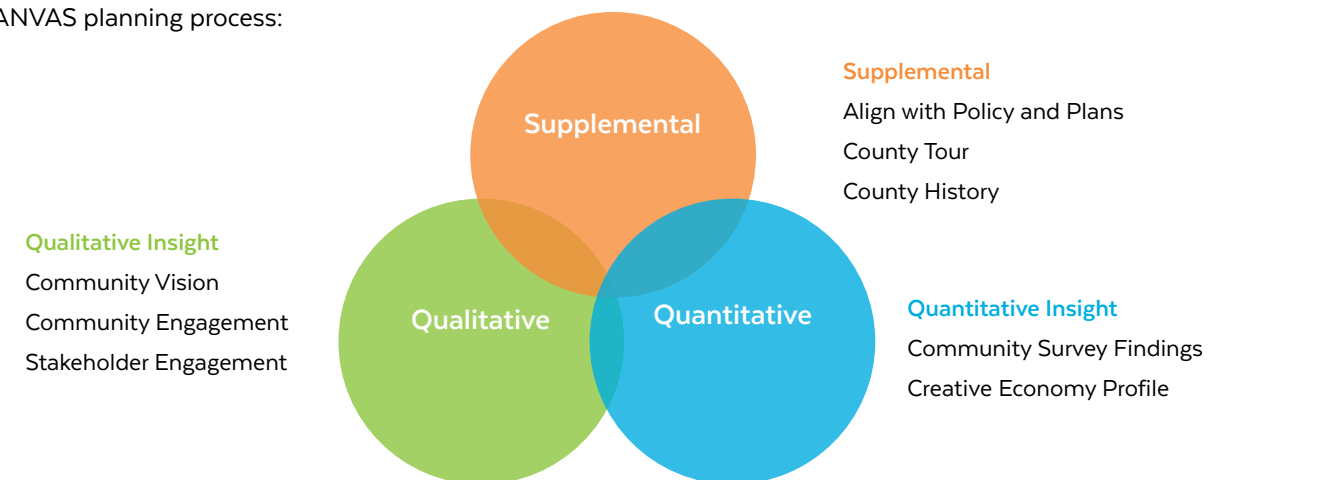 ANVAS planning process:
Supplemental
Supplemental
Align with Policy and Plans
County Tour
County History
Qualitative Insight
Community Vision
Community Engagement
Stakeholder Engagement
Qualitative
Quantitative
Quantitative Insight
Community Survey Findings
Creative Economy Profile